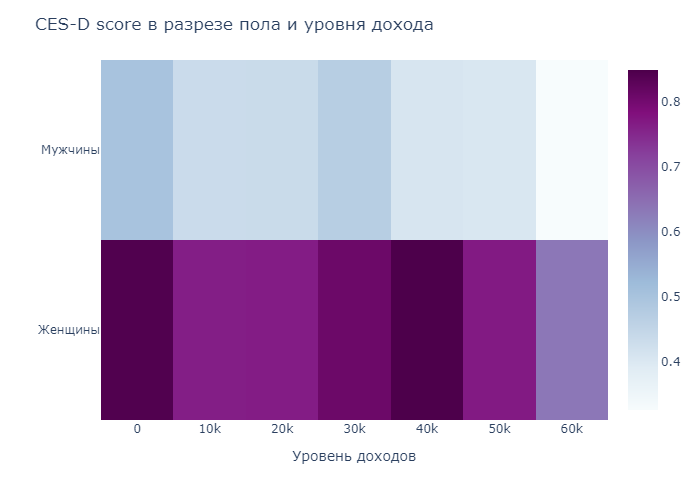 CES-D score в разрезе пола и уровня дохода
Мужчины
Женщины
0 10k 20k 30k 40k 50k 60k
Уровень доходов
0.8
0.7
0.6
0.5
0.4